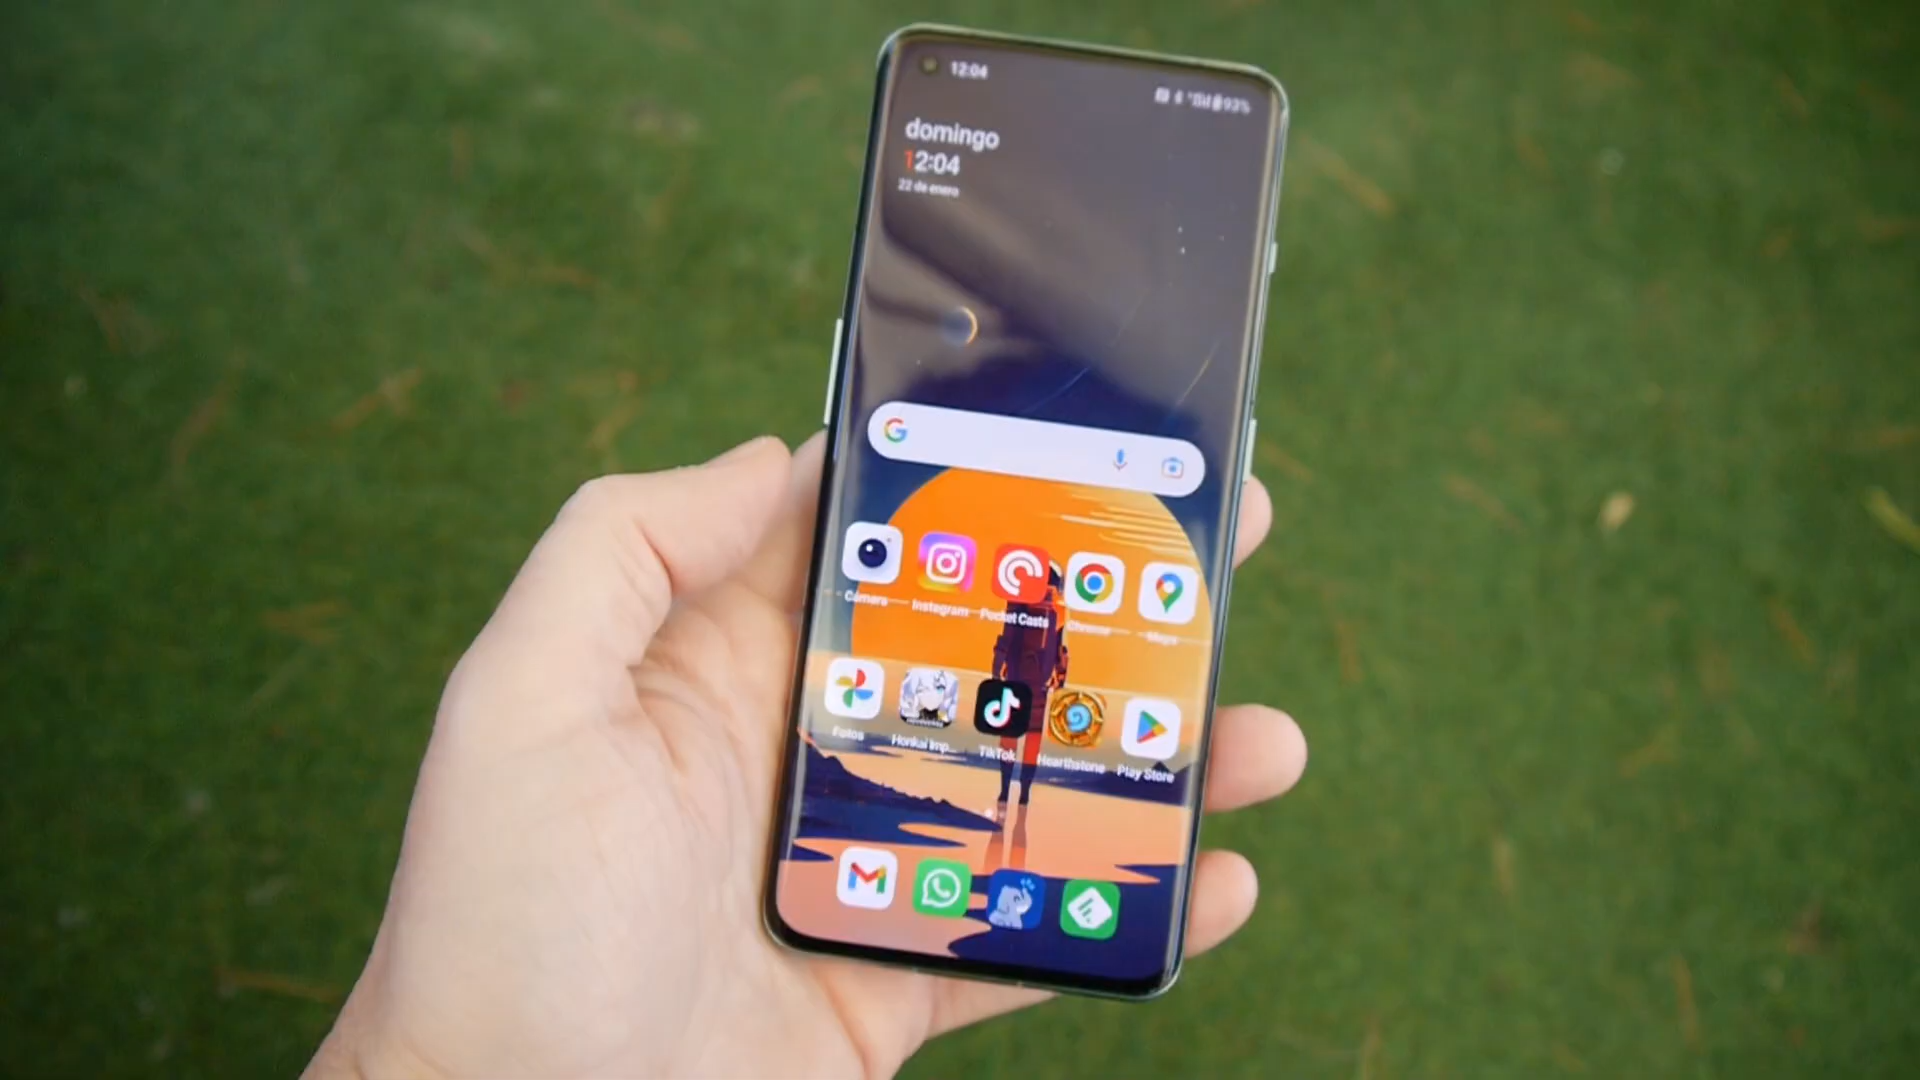 12:04
93%
domingo
12:04
22 de enero
Camera
Instagram
Pocket Casts
Chrome
Maps
Fotos
Honkai Imp...
TikTok
Hearthstone
Play Store